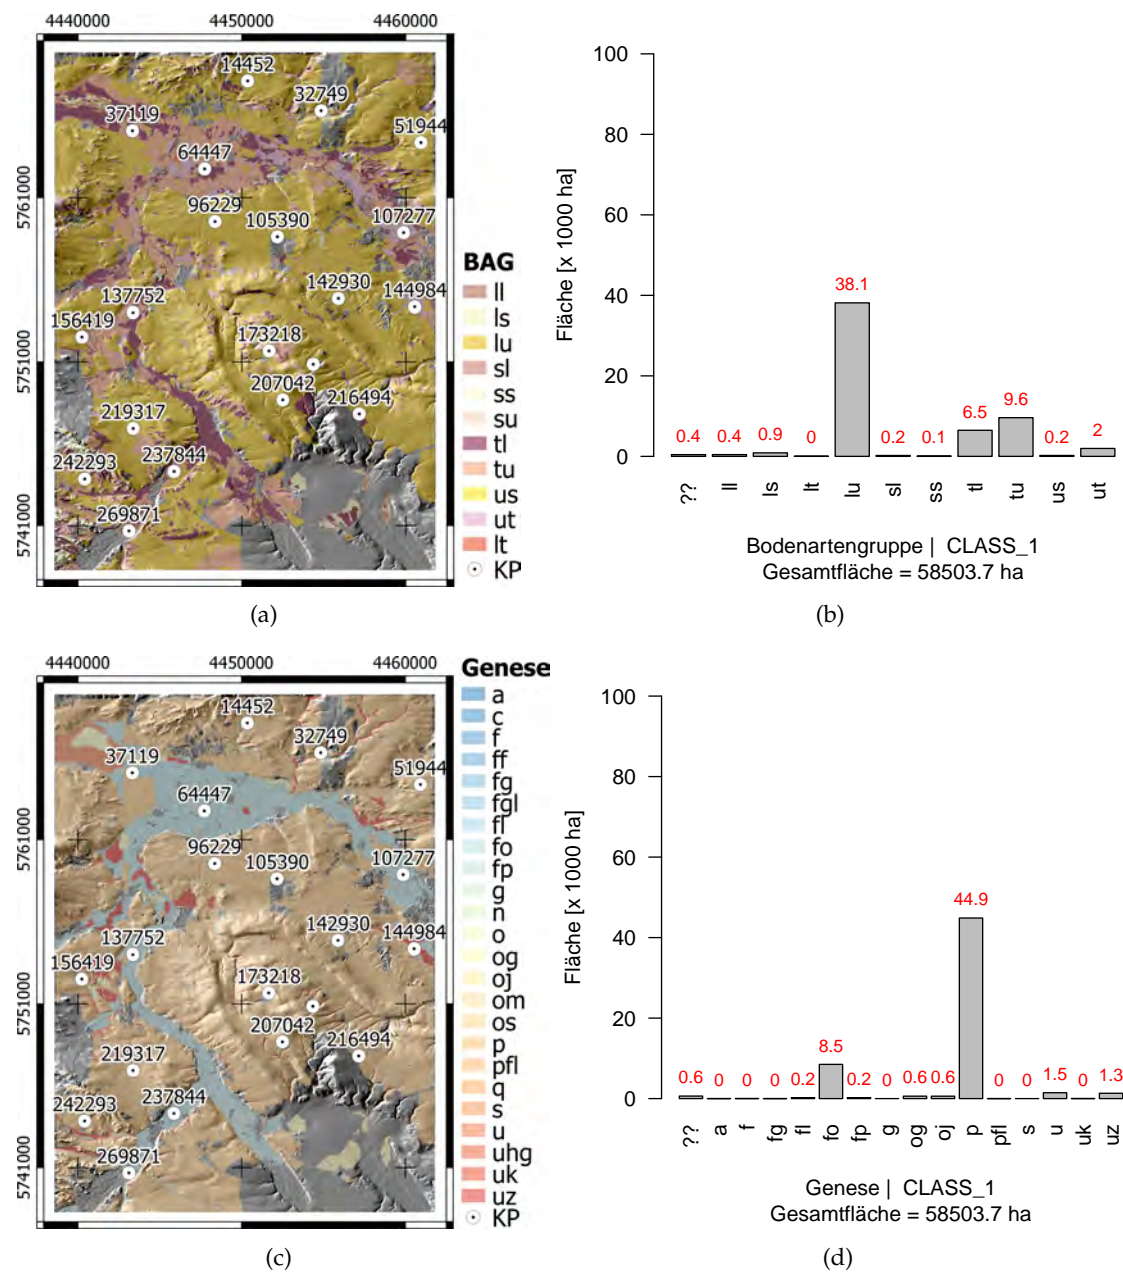 4440000 4450000 4460000
5761000
5751000
5741000
14452
32749
37119
51944
64447
96229
105390
107277
142930
137752
144984
156419
173218
207042
216494
219317
237844
242293
269871
BAG
ll
ls
lu
sl
ss
su
tl
tu
us
ut
lt
KP
(a)
Fläche [x 1000 ha]
100
80
60
40
20
0
0.4 0.4 0.9 0 38.1 0.2 0.1 6.5 9.6 0.2 2
?? ll ls lt lu sl ss tl tu us ut
Bodenartengruppe | CLASS_1
Gesamtfläche = 58503.7 ha
(b)
4440000 4450000 4460000
5761000
5751000
5741000
14452
32749
37119
51944
64447
96229
105390
107277
142930
137752
144984
156419
173218
207042
216494
219317
237844
242293
269871
Genese
a
c
f
ff
fg
fgl
fl
fo
fp
g
n
o
og
oj
om
os
p
pfl
q
s
u
uhg
uk
uz
KP
(c)
Fläche [x 1000 ha]
100
80
60
40
20
0
0.6 0 0 0 0.2 8.5 0.2 0 0.6 0.6 44.9 0 0 1.5 0 1.3
?? a f fg fl fo fp g og oj p pfl s u uk uz
Genese | CLASS_1
Gesamtfläche = 58503.7 ha
(d)